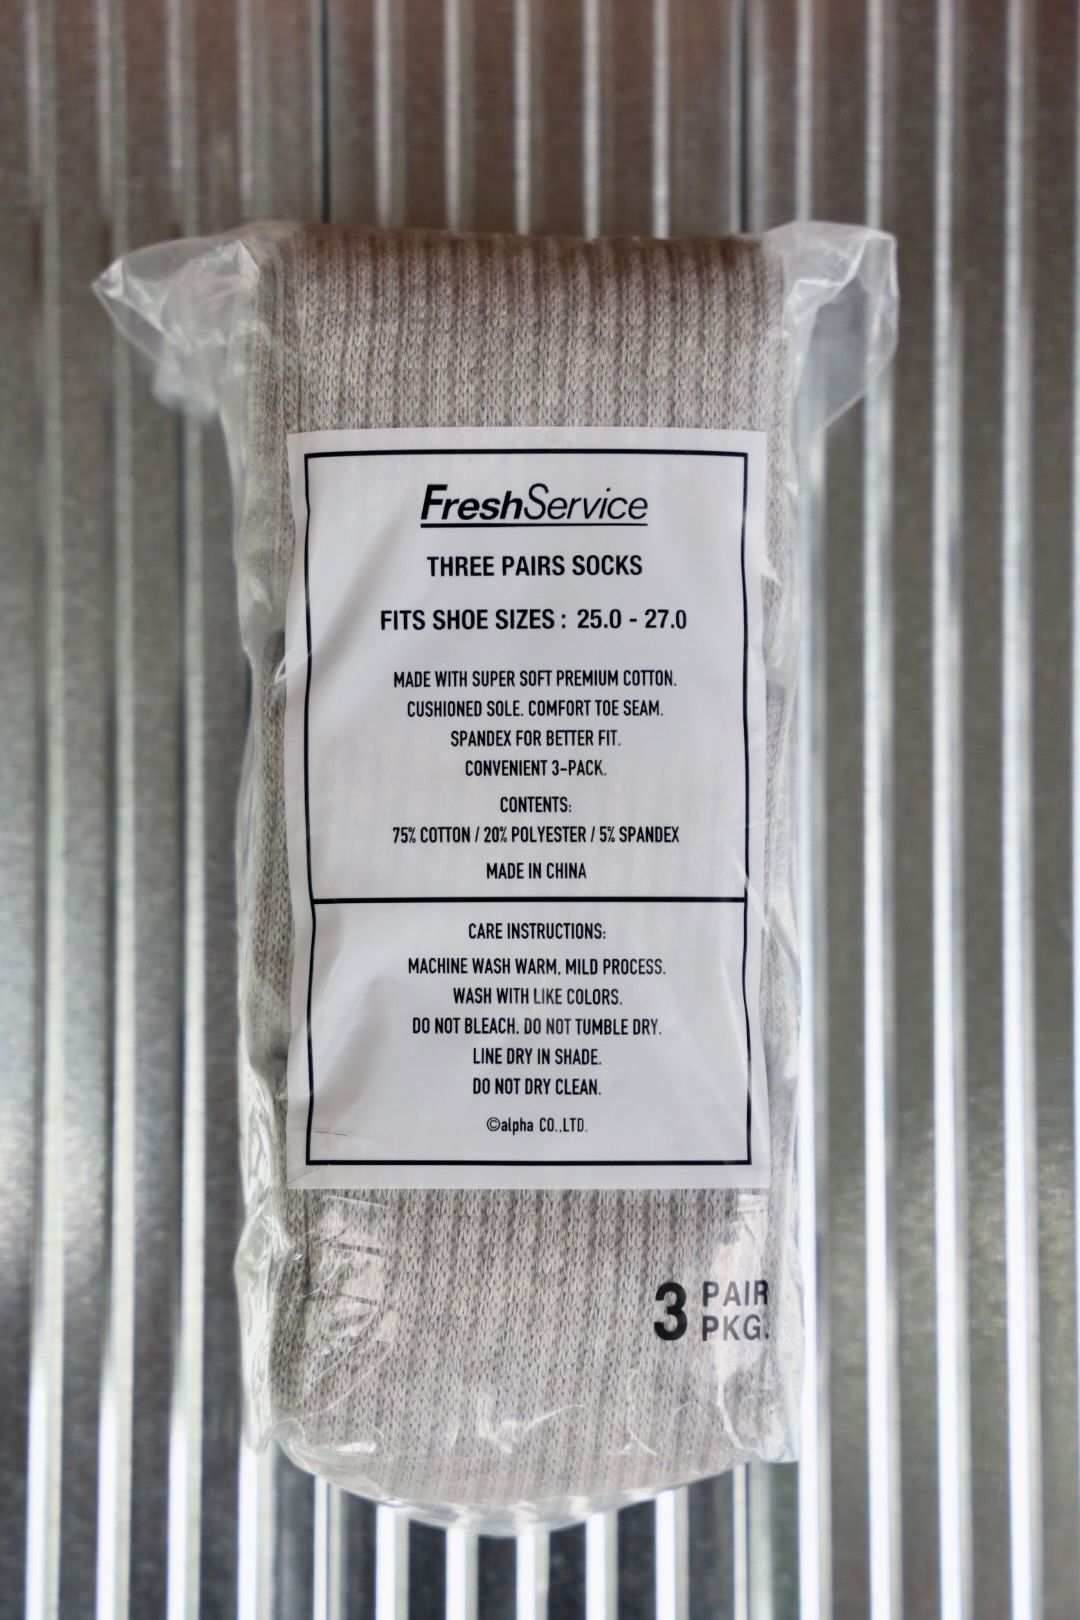 FreshService
THREE PAIRS SOCKS
FITS SHOE SIZES : 25.0 - 27.0
MADE WITH SUPER SOFT PREMIUM COTTON.
CUSHIONED SOLE. COMFORT TOE SEAM.
SPANDEX FOR BETTER FIT.
CONVENIENT 3-PACK.
CONTENTS:
75% COTTON / 20% POLYESTER / 5% SPANDEX
MADE IN CHINA
CARE INSTRUCTIONS:
MACHINE WASH WARM, MILD PROCESS.
WASH WITH LIKE COLORS.
DO NOT BLEACH. DO NOT TUMBLE DRY.
LINE DRY IN SHADE.
DO NOT DRY CLEAN.
©alpha CO.,LTD.
3 PAIR
PKG.